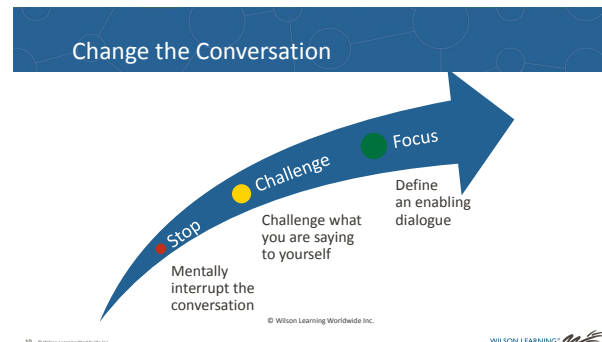 Change the Conversation
Focus
Challenge
Stop
Define
an enabling
dialogue
Challenge what
you are saying
to yourself
Mentally
interrupt the
conversation
© Wilson Learning Worldwide Inc.
WILSON LEARNING